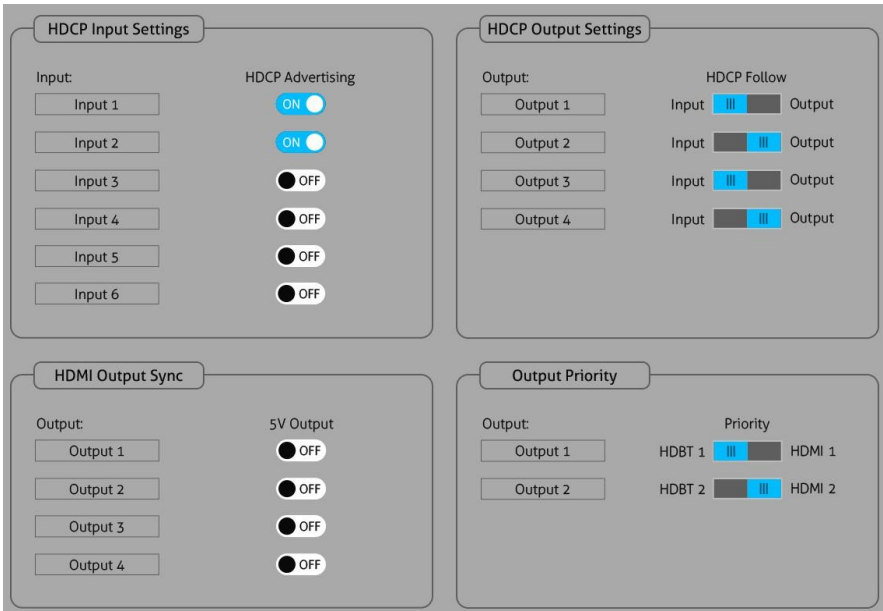 HDCP Input Settings
Input: HDCP Advertising
Input 1 ON
Input 2 ON
Input 3 OFF
Input 4 OFF
Input 5 OFF
Input 6 OFF
HDCP Output Settings
Output: HDCP Follow
Output 1 Input Output
Output 2 Input Output
Output 3 Input Output
Output 4 Input Output
HDMI Output Sync
Output: 5V Output
Output 1 OFF
Output 2 OFF
Output 3 OFF
Output 4 OFF
Output Priority
Output: Priority
Output 1 HDBT 1 HDMI 1
Output 2 HDBT 2 HDMI 2